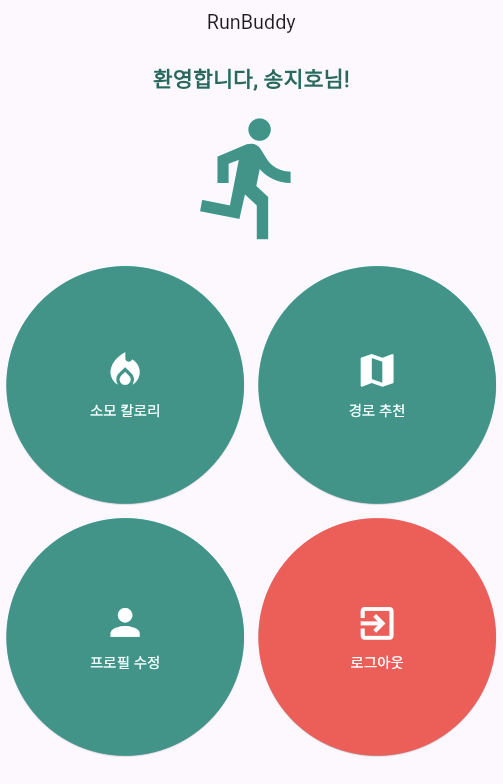 RunBuddy
환영합니다, 송지호님!
소모 칼로리
경로 추천
프로필 수정
로그아웃